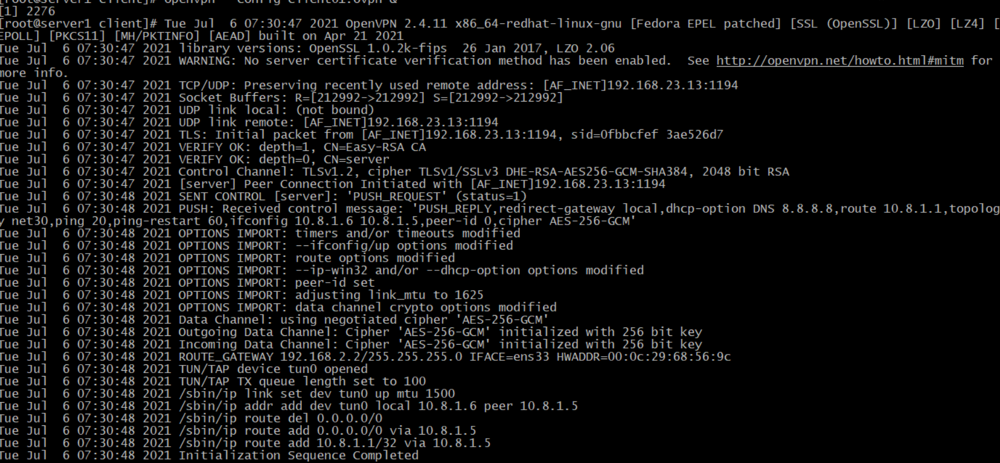 [root@server1 client]# openvpn --config client01.ovpn &
[1] 2276
[root@server1 client]# Tue Jul  6 07:30:47 2021 OpenVPN 2.4.11 x86_64-redhat-linux-gnu [Fedora EPEL patched] [SSL (OpenSSL)] [LZO] [LZ4] [
EPOLL] [PKCS11] [MH/PKTINFO] [AEAD] built on Apr 21 2021
Tue Jul  6 07:30:47 2021 library versions: OpenSSL 1.0.2k-fips  26 Jan 2017, LZO 2.06
Tue Jul  6 07:30:47 2021 WARNING: No server certificate verification method has been enabled.  See http://openvpn.net/howto.html#mitm for
more info.
Tue Jul  6 07:30:47 2021 TCP/UDP: Preserving recently used remote address: [AF_INET]192.168.23.13:1194
Tue Jul  6 07:30:47 2021 Socket Buffers: R=[212992->212992] S=[212992->212992]
Tue Jul  6 07:30:47 2021 UDP link local: (not bound)
Tue Jul  6 07:30:47 2021 UDP link remote: [AF_INET]192.168.23.13:1194
Tue Jul  6 07:30:47 2021 TLS: Initial packet from [AF_INET]192.168.23.13:1194, sid=0fbbcfef 3ae526d7
Tue Jul  6 07:30:47 2021 VERIFY OK: depth=1, CN=Easy-RSA CA
Tue Jul  6 07:30:47 2021 VERIFY OK: depth=0, CN=server
Tue Jul  6 07:30:47 2021 Control Channel: TLSv1.2, cipher TLSv1/SSLv3 DHE-RSA-AES256-GCM-SHA384, 2048 bit RSA
Tue Jul  6 07:30:47 2021 [server] Peer Connection Initiated with [AF_INET]192.168.23.13:1194
Tue Jul  6 07:30:48 2021 SENT CONTROL [server]: 'PUSH_REQUEST' (status=1)
Tue Jul  6 07:30:48 2021 PUSH: Received control message: 'PUSH_REPLY,redirect-gateway local,dhcp-option DNS 8.8.8.8,route 10.8.1.1,topolog
y net30,ping 20,ping-restart 60,ifconfig 10.8.1.6 10.8.1.5,peer-id 0,cipher AES-256-GCM'
Tue Jul  6 07:30:48 2021 OPTIONS IMPORT: timers and/or timeouts modified
Tue Jul  6 07:30:48 2021 OPTIONS IMPORT: --ifconfig/up options modified
Tue Jul  6 07:30:48 2021 OPTIONS IMPORT: route options modified
Tue Jul  6 07:30:48 2021 OPTIONS IMPORT: --ip-win32 and/or --dhcp-option options modified
Tue Jul  6 07:30:48 2021 OPTIONS IMPORT: peer-id set
Tue Jul  6 07:30:48 2021 OPTIONS IMPORT: adjusting link_mtu to 1625
Tue Jul  6 07:30:48 2021 OPTIONS IMPORT: data channel crypto options modified
Tue Jul  6 07:30:48 2021 Data Channel: using negotiated cipher 'AES-256-GCM'
Tue Jul  6 07:30:48 2021 Outgoing Data Channel: Cipher 'AES-256-GCM' initialized with 256 bit key
Tue Jul  6 07:30:48 2021 Incoming Data Channel: Cipher 'AES-256-GCM' initialized with 256 bit key
Tue Jul  6 07:30:48 2021 ROUTE_GATEWAY 192.168.2.2/255.255.255.0 IFACE=ens33 HWADDR=00:0c:29:68:56:9c
Tue Jul  6 07:30:48 2021 TUN/TAP device tun0 opened
Tue Jul  6 07:30:48 2021 TUN/TAP TX queue length set to 100
Tue Jul  6 07:30:48 2021 /sbin/ip link set dev tun0 up mtu 1500
Tue Jul  6 07:30:48 2021 /sbin/ip addr add dev tun0 local 10.8.1.6 peer 10.8.1.5
Tue Jul  6 07:30:48 2021 /sbin/ip route del 0.0.0.0/0
Tue Jul  6 07:30:48 2021 /sbin/ip route add 0.0.0.0/0 via 10.8.1.5
Tue Jul  6 07:30:48 2021 /sbin/ip route add 10.8.1.1/32 via 10.8.1.5
Tue Jul  6 07:30:48 2021 Initialization Sequence Completed